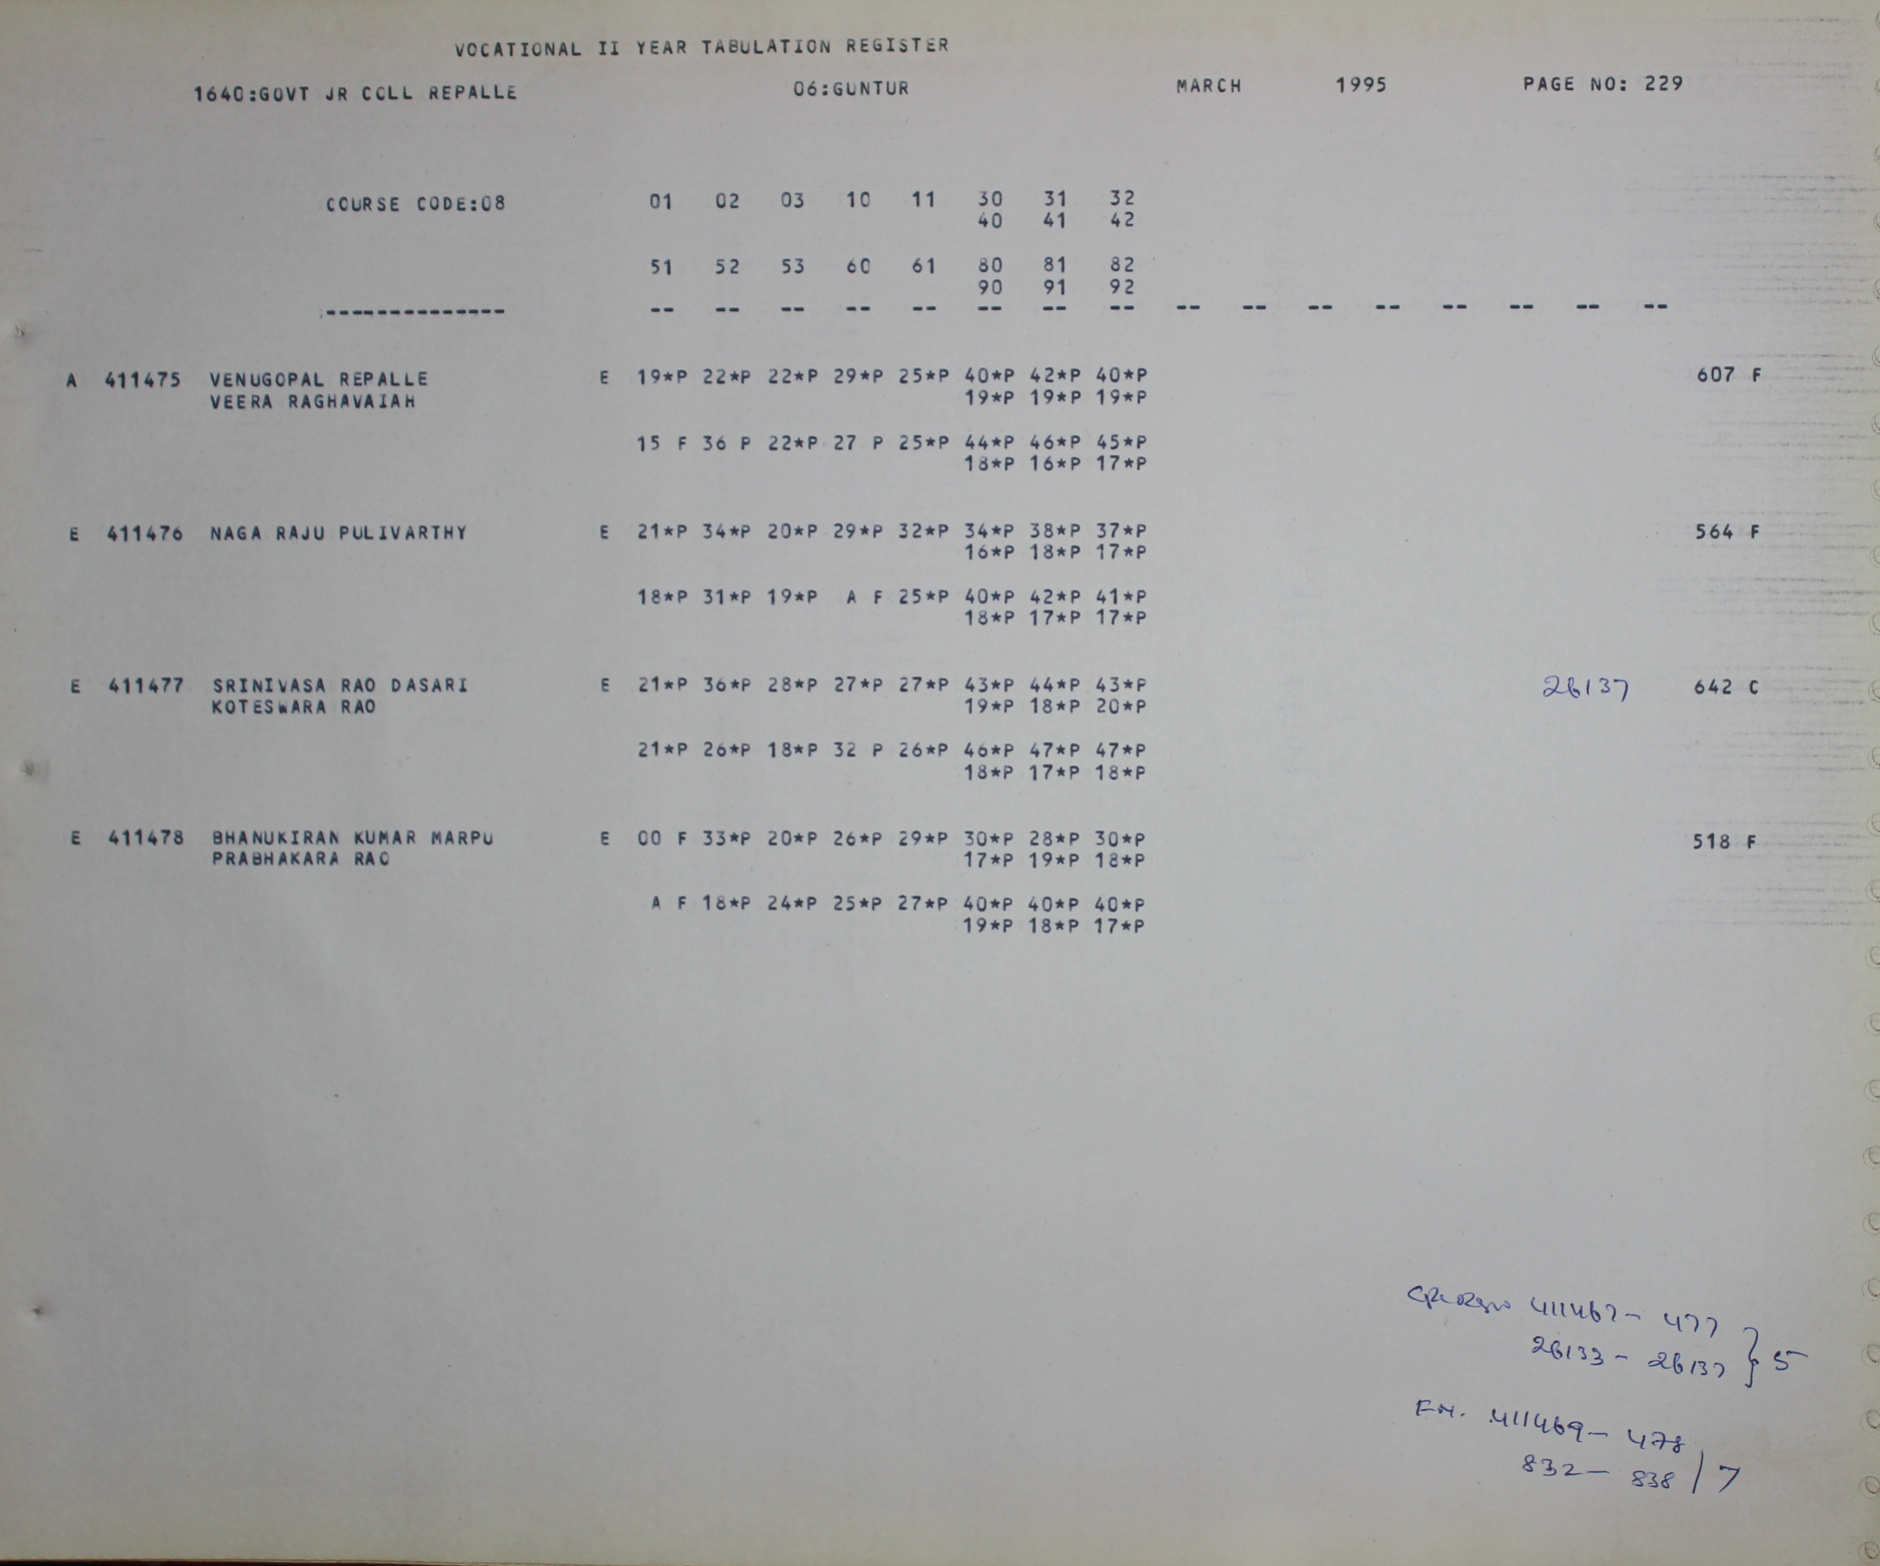 VOCATIONAL II YEAR TABULATION REGISTER
1640:GOVT JR COLL REPALLE 06:GUNTUR MARCH 1995 PAGE NO: 229
COURSE CODE:08 01 02 03 10 11 30 31 32
40 41 42
51 52 53 60 61 80 81 82
90 91 92
-------------- -- -- -- -- -- -- -- -- -- -- -- -- -- -- -- --
A 411475 VENUGOPAL REPALLE E 19*P 22*P 22*P 29*P 25*P 40*P 42*P 40*P 607 F
VEERA RAGHAVAIAH 19*P 19*P 19*P
15 F 36 P 22*P 27 P 25*P 44*P 46*P 45*P
18*P 16*P 17*P
E 411476 NAGA RAJU PULIVARTHY E 21*P 34*P 20*P 29*P 32*P 34*P 38*P 37*P 564 F
16*P 18*P 17*P
18*P 31*P 19*P A F 25*P 40*P 42*P 41*P
18*P 17*P 17*P
E 411477 SRINIVASA RAO DASARI E 21*P 36*P 28*P 27*P 27*P 43*P 44*P 43*P 26137 642 C
KOTESWARA RAO 19*P 18*P 20*P
21*P 26*P 18*P 32 P 26*P 46*P 47*P 47*P
18*P 17*P 18*P
E 411478 BHANUKIRAN KUMAR MARPU E 00 F 33*P 20*P 26*P 29*P 30*P 28*P 30*P 518 F
PRABHAKARA RAO 17*P 19*P 18*P
A F 18*P 24*P 25*P 27*P 40*P 40*P 40*P
19*P 18*P 17*P
411467- 477
26133 - 26137 } 5
F.M. 411469- 478
832- 838 / 7